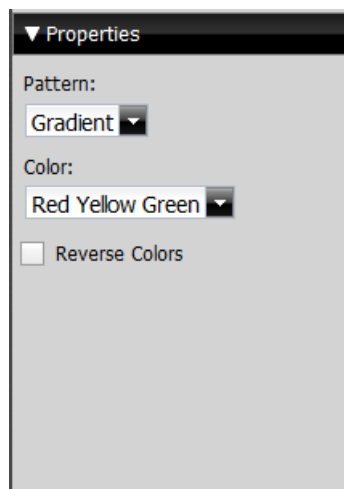 Properties
Pattern:
Gradient
Color:
Red Yellow Green
Reverse Colors